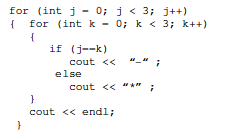 for (int j = 0; j < 3; j++)
{ for (int k = 0; k < 3; k++)
{
if (j==k)
cout << "-" ;
else
cout << "*" ;
}
cout << endl;
}